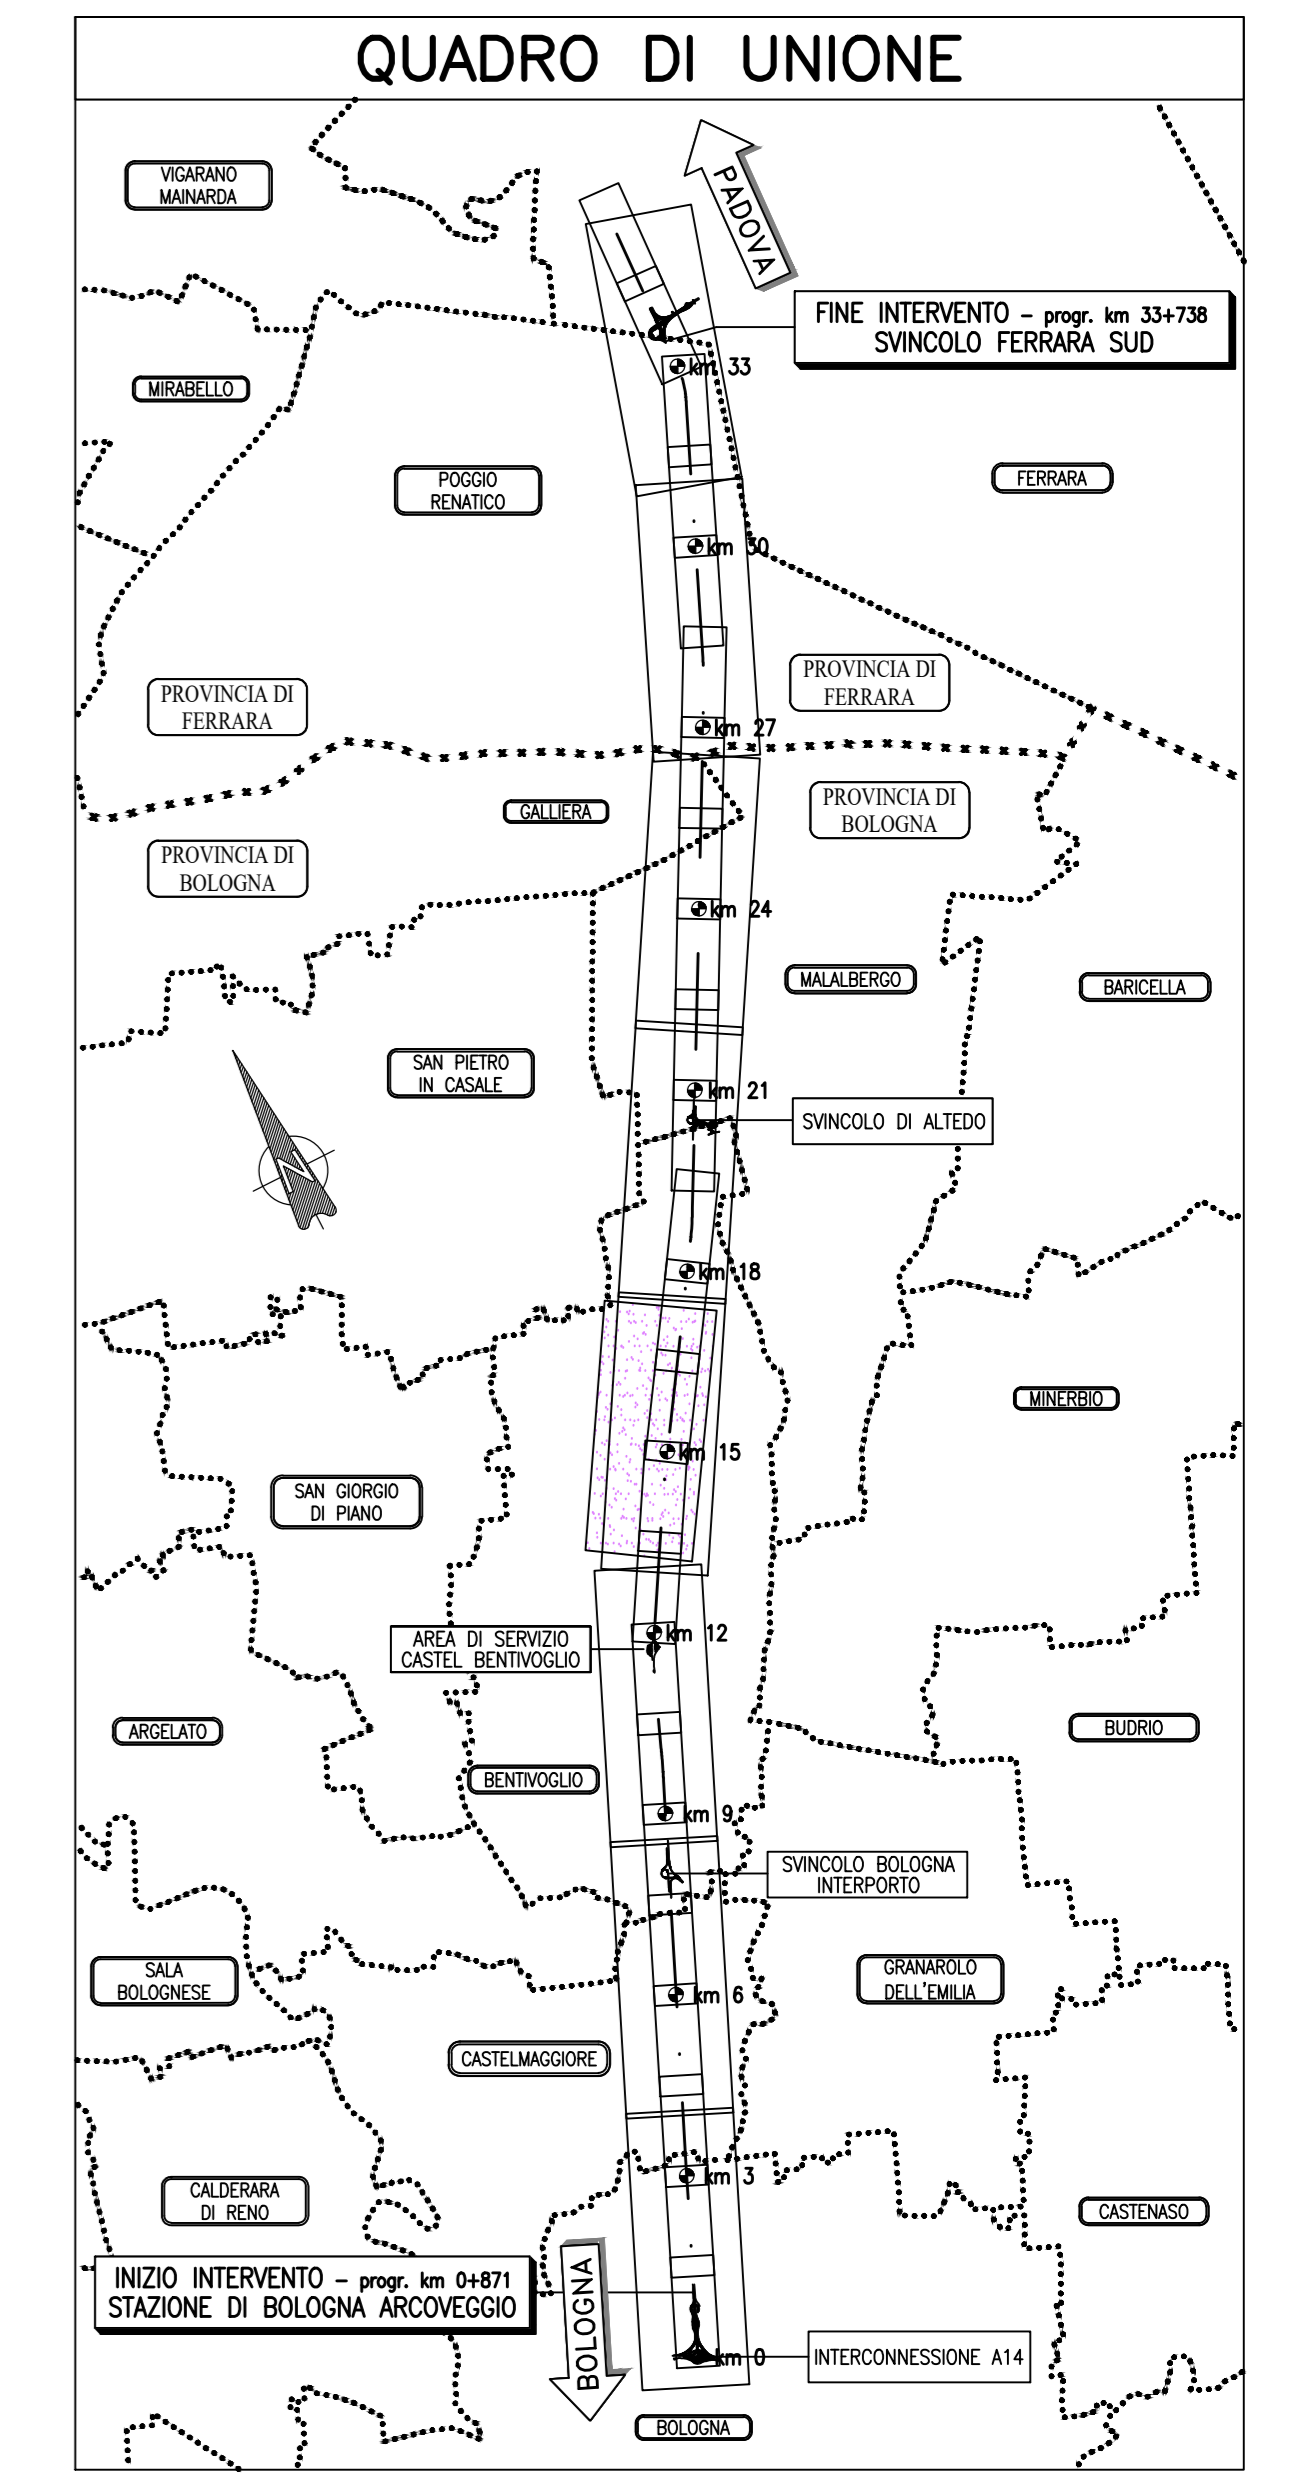 QUADRO DI UNIONE
VIGARANO
MAINARDA
PADOVA
FINE INTERVENTO – progr. km 33+738
SVINCOLO FERRARA SUD
km 33
MIRABELLO
POGGIO
RENATICO
FERRARA
km 30
PROVINCIA DI
FERRARA
PROVINCIA DI
FERRARA
km 27
GALLIERA
PROVINCIA DI
BOLOGNA
PROVINCIA DI
BOLOGNA
km 24
MALALBERGO
BARICELLA
SAN PIETRO
IN CASALE
km 21
SVINCOLO DI ALTEDO
N
km 18
MINERBIO
km 15
SAN GIORGIO
DI PIANO
km 12
AREA DI SERVIZIO
CASTEL BENTIVOGLIO
ARGELATO
BUDRIO
BENTIVOGLIO
km 9
SVINCOLO BOLOGNA
INTERPORTO
SALA
BOLOGNESE
GRANAROLO
DELL'EMILIA
km 6
CASTELMAGGIORE
km 3
CALDERARA
DI RENO
CASTENASO
INIZIO INTERVENTO – progr. km 0+871
STAZIONE DI BOLOGNA ARCOVEGGIO
BOLOGNA
km 0
INTERCONNESSIONE A14
BOLOGNA